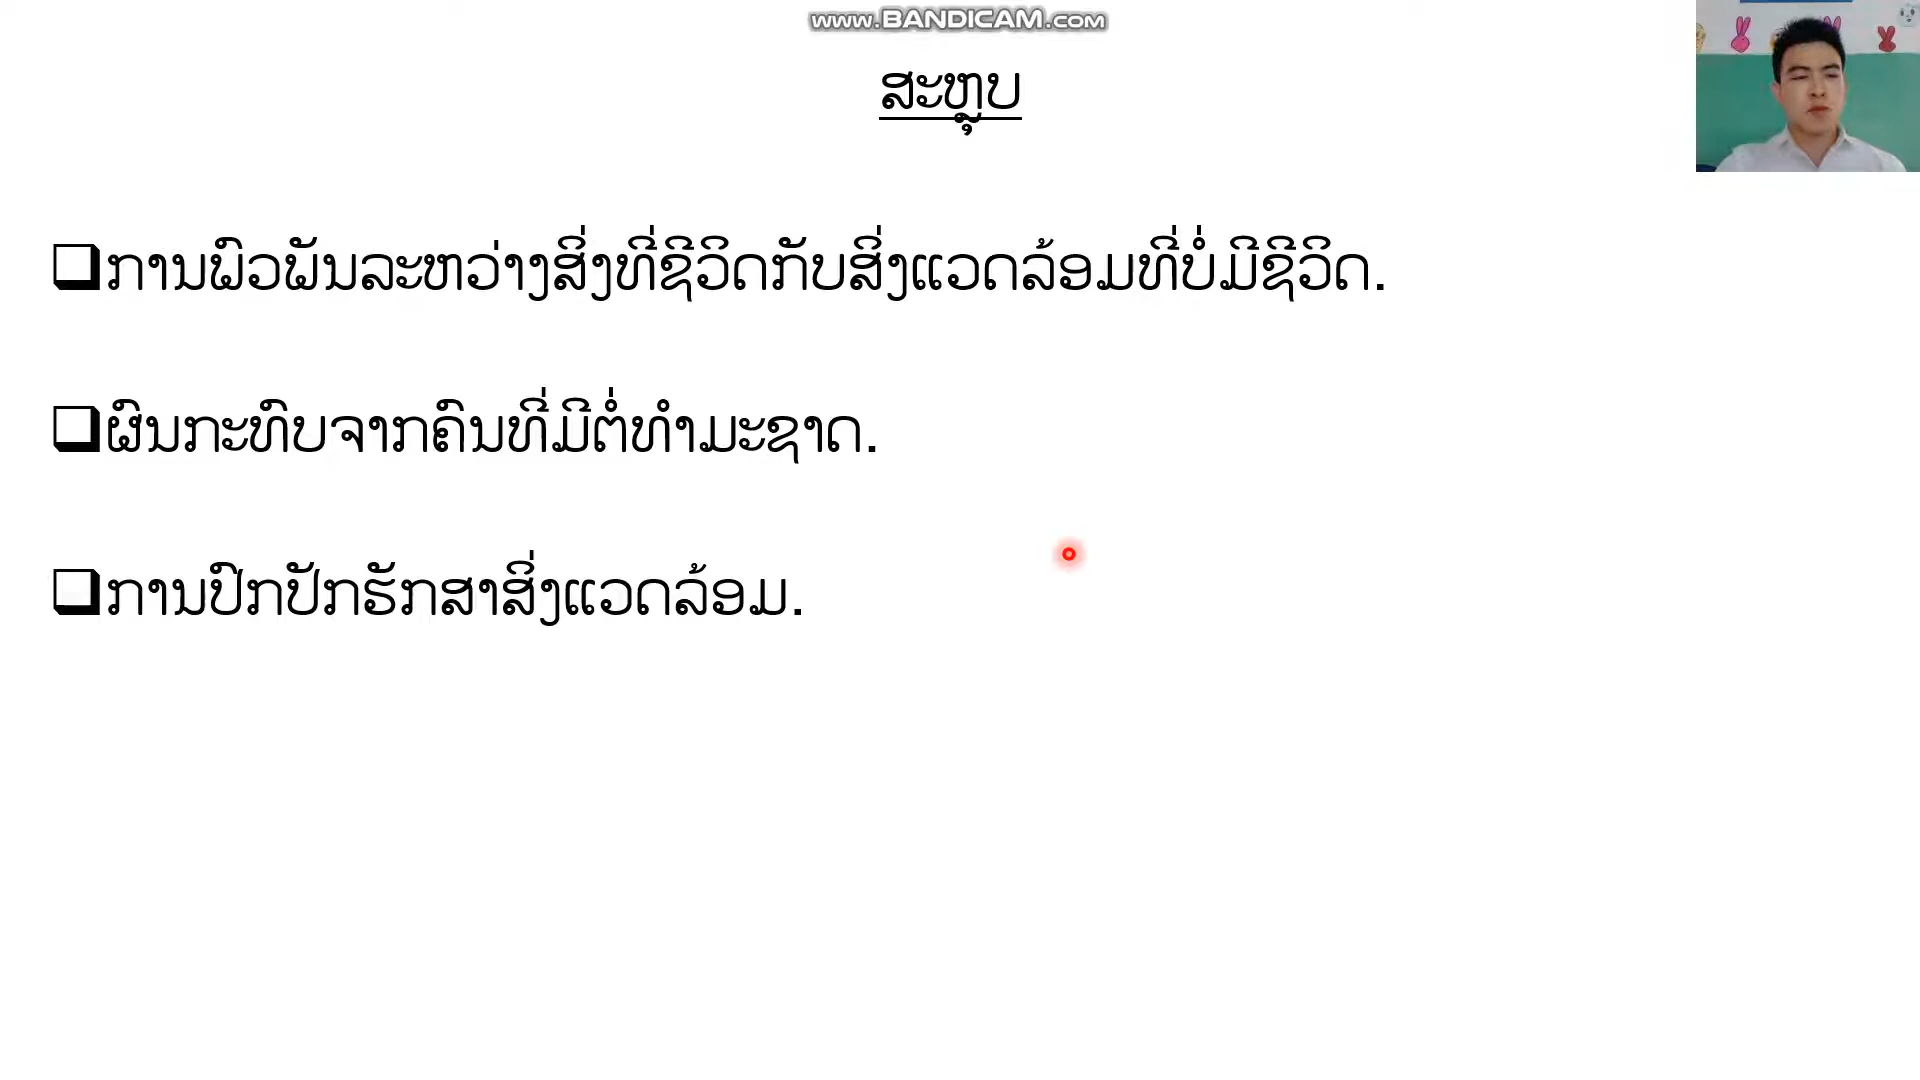 www.BANDICAM.com
ສະຫຼຸບ
❑ການພົວພັນລະຫວ່າງສິ່ງທີ່ຊີວິດກັບສິ່ງແວດລ້ອມທີ່ບໍ່ມີຊີວິດ.
❑ຜົນກະທົບຈາກຄົນທີ່ມີຕໍ່ທຳມະຊາດ.
❑ການປົກປັກຮັກສາສິ່ງແວດລ້ອມ.